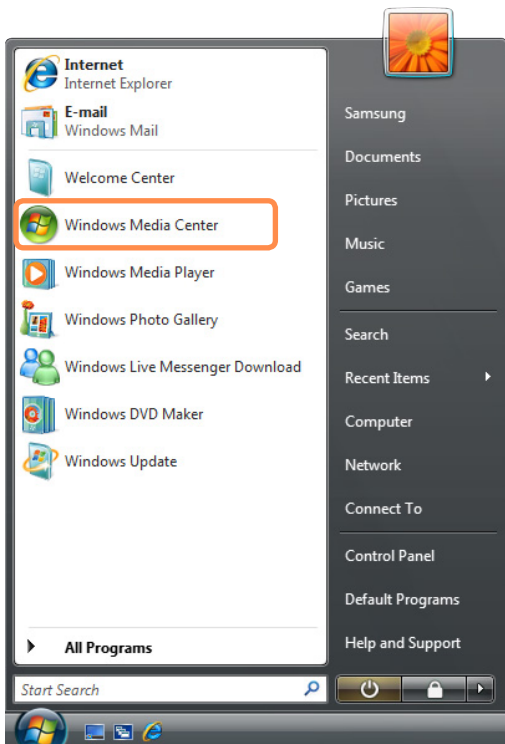 Internet
Internet Explorer
E-mail
Windows Mail
Welcome Center
Windows Media Center
Windows Media Player
Windows Photo Gallery
Windows Live Messenger Download
Windows DVD Maker
Windows Update
All Programs
Start Search
Samsung
Documents
Pictures
Music
Games
Search
Recent Items
Computer
Network
Connect To
Control Panel
Default Programs
Help and Support